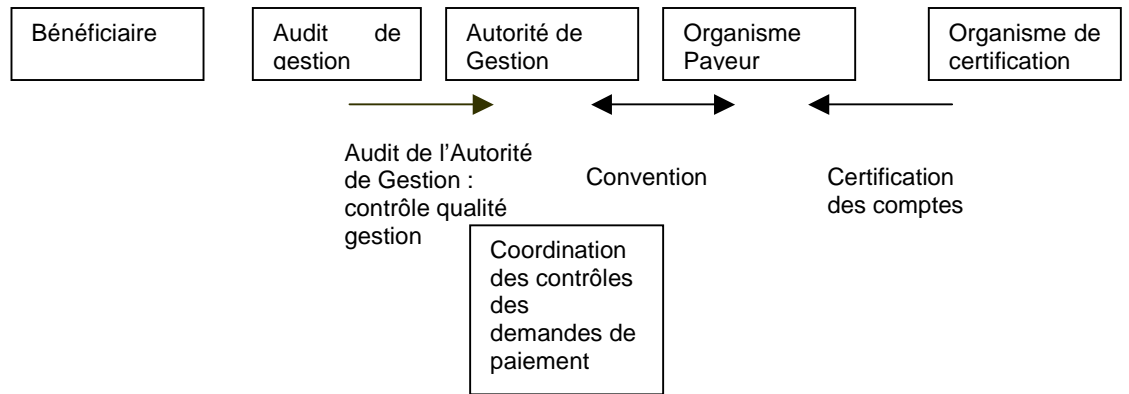 Bénéficiaire
Audit de
gestion
Autorité de
Gestion
Organisme
Payeur
Organisme de
certification
Audit de l’Autorité
de Gestion :
contrôle qualité
gestion
Convention
Certification
des comptes
Coordination
des contrôles
des
demandes de
paiement